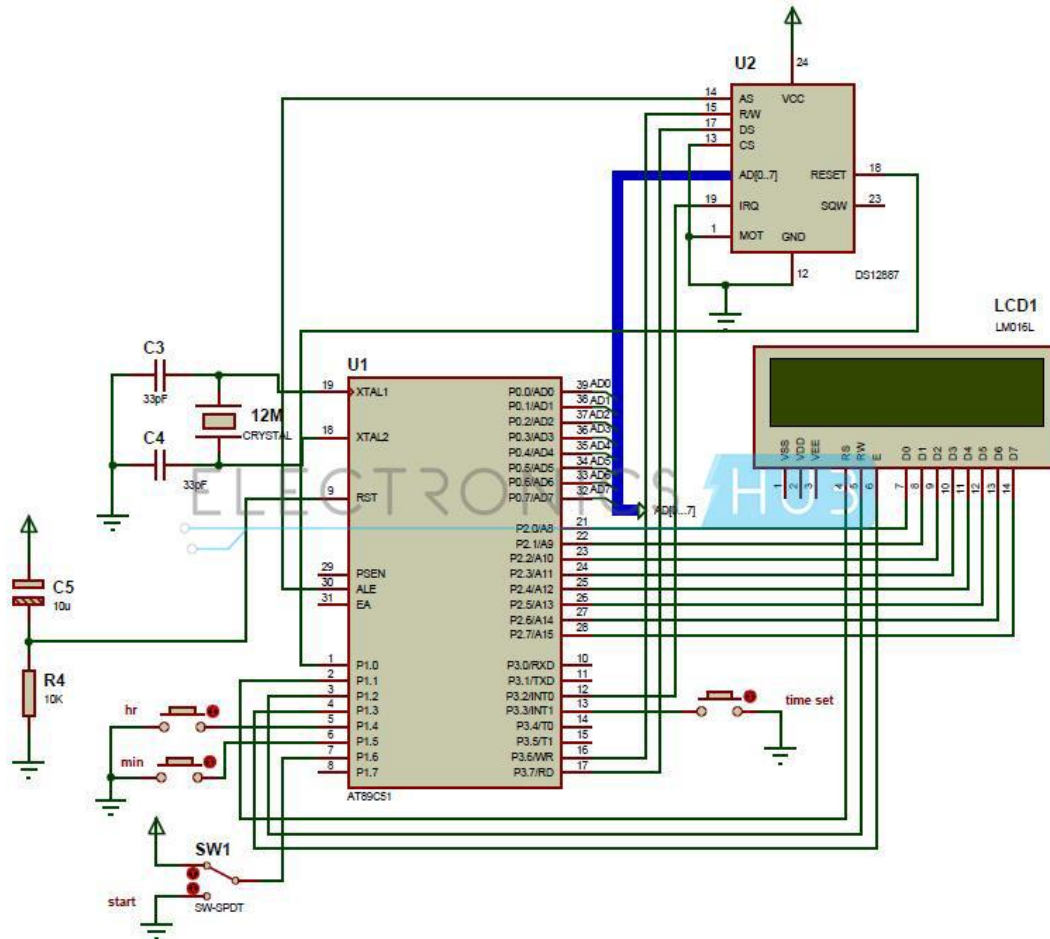 U2
24
14
AS
VCC
15
R/W
17
DS
13
CS
AD[0..7]
RESET
18
19
IRQ
SQW
23
1
MOT
GND
12
DS12887
LCD1
LM016L
VSS
VDD
VEE
RS
RW
E
D0
D1
D2
D3
D4
D5
D6
D7
1
2
3
4
5
6
7
8
9
10
11
12
13
14
C3
33pF
12M
CRYSTAL
C4
33pF
C5
10u
R4
10K
U1
19
XTAL1
18
XTAL2
9
RST
29
PSEN
30
ALE
31
EA
1
P1.0
2
P1.1
3
P1.2
4
P1.3
5
P1.4
6
P1.5
7
P1.6
8
P1.7
P0.0/AD0
39
AD0
P0.1/AD1
38
AD1
P0.2/AD2
37
AD2
P0.3/AD3
36
AD3
P0.4/AD4
35
AD4
P0.5/AD5
34
AD5
P0.6/AD6
33
AD6
P0.7/AD7
32
AD7
AD[0..7]
P2.0/A8
21
P2.1/A9
22
P2.2/A10
23
P2.3/A11
24
P2.4/A12
25
P2.5/A13
26
P2.6/A14
27
P2.7/A15
28
P3.0/RXD
10
P3.1/TXD
11
P3.2/INT0
12
P3.3/INT1
13
P3.4/T0
14
P3.5/T1
15
P3.6/WR
16
P3.7/RD
17
AT89C51
ELECTRONICS HUB
hr
min
time set
SW1
start
SW-SPDT